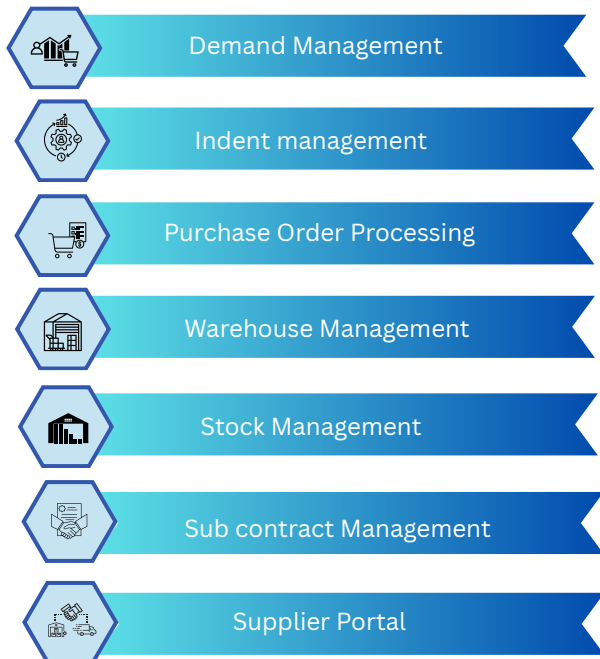 Demand Management
Indent management
Purchase Order Processing
Warehouse Management
Stock Management
Sub contract Management
Supplier Portal